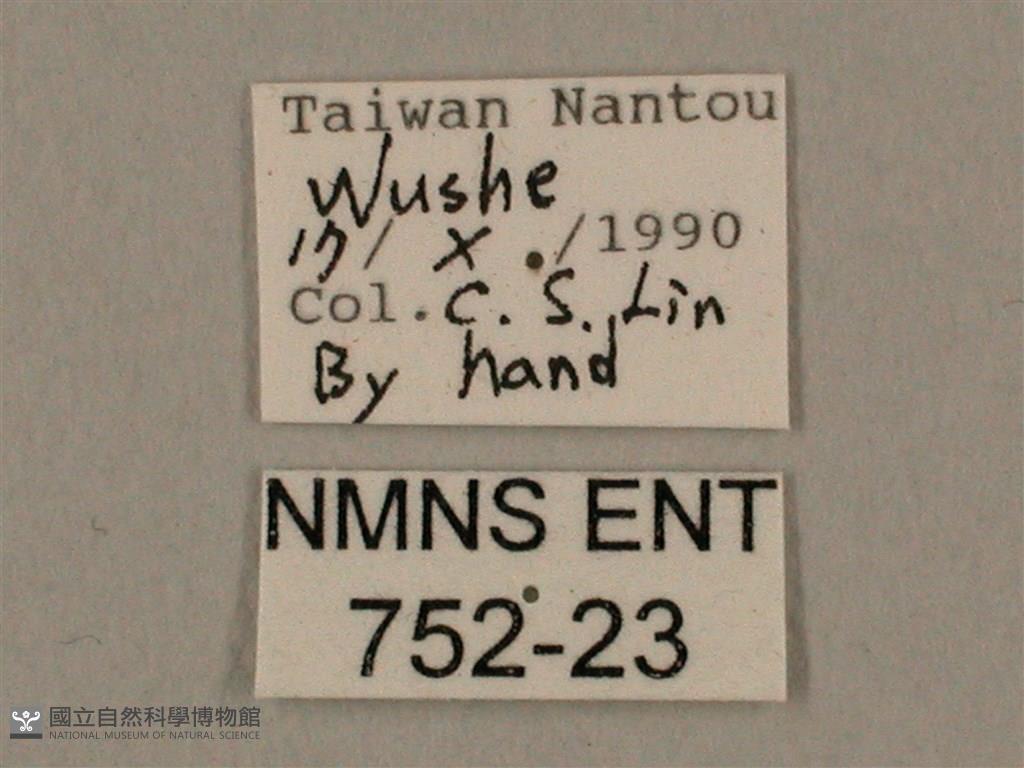 Taiwan Nantou
Wushe
17/ X ./1990
Col. C. S. Lin
By hand
NMNS ENT
752-23
國立自然科學博物館
NATIONAL MUSEUM OF NATURAL SCIENCE